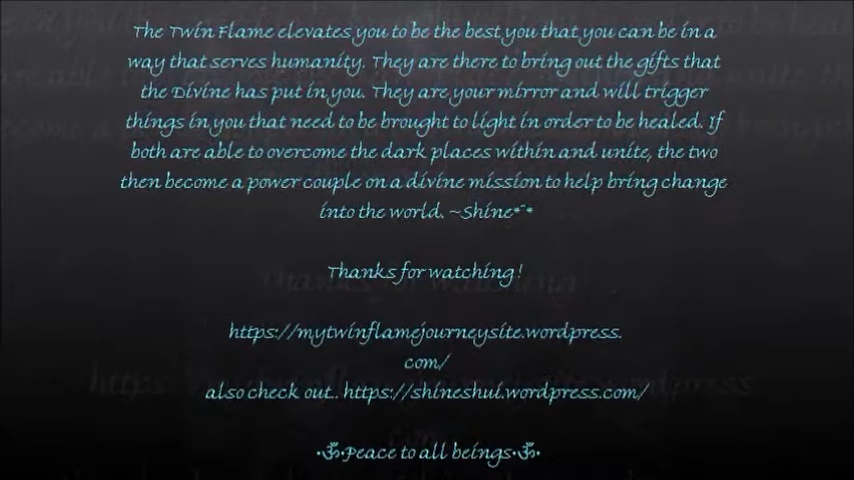 The Twin Flame elevates you to be the best you that you can be in a
way that serves humanity. They are there to bring out the gifts that
the Divine has put in you. They are your mirror and will trigger
things in you that need to be brought to light in order to be healed. If
both are able to overcome the dark places within and unite, the two
then become a power couple on a divine mission to help bring change
into the world. ~Shine*~*
Thanks for watching!
https://mytwinflamejourneysite.wordpress.
com/
also check out.. https://shineshui.wordpress.com/
·ॐ·Peace to all beings·ॐ·